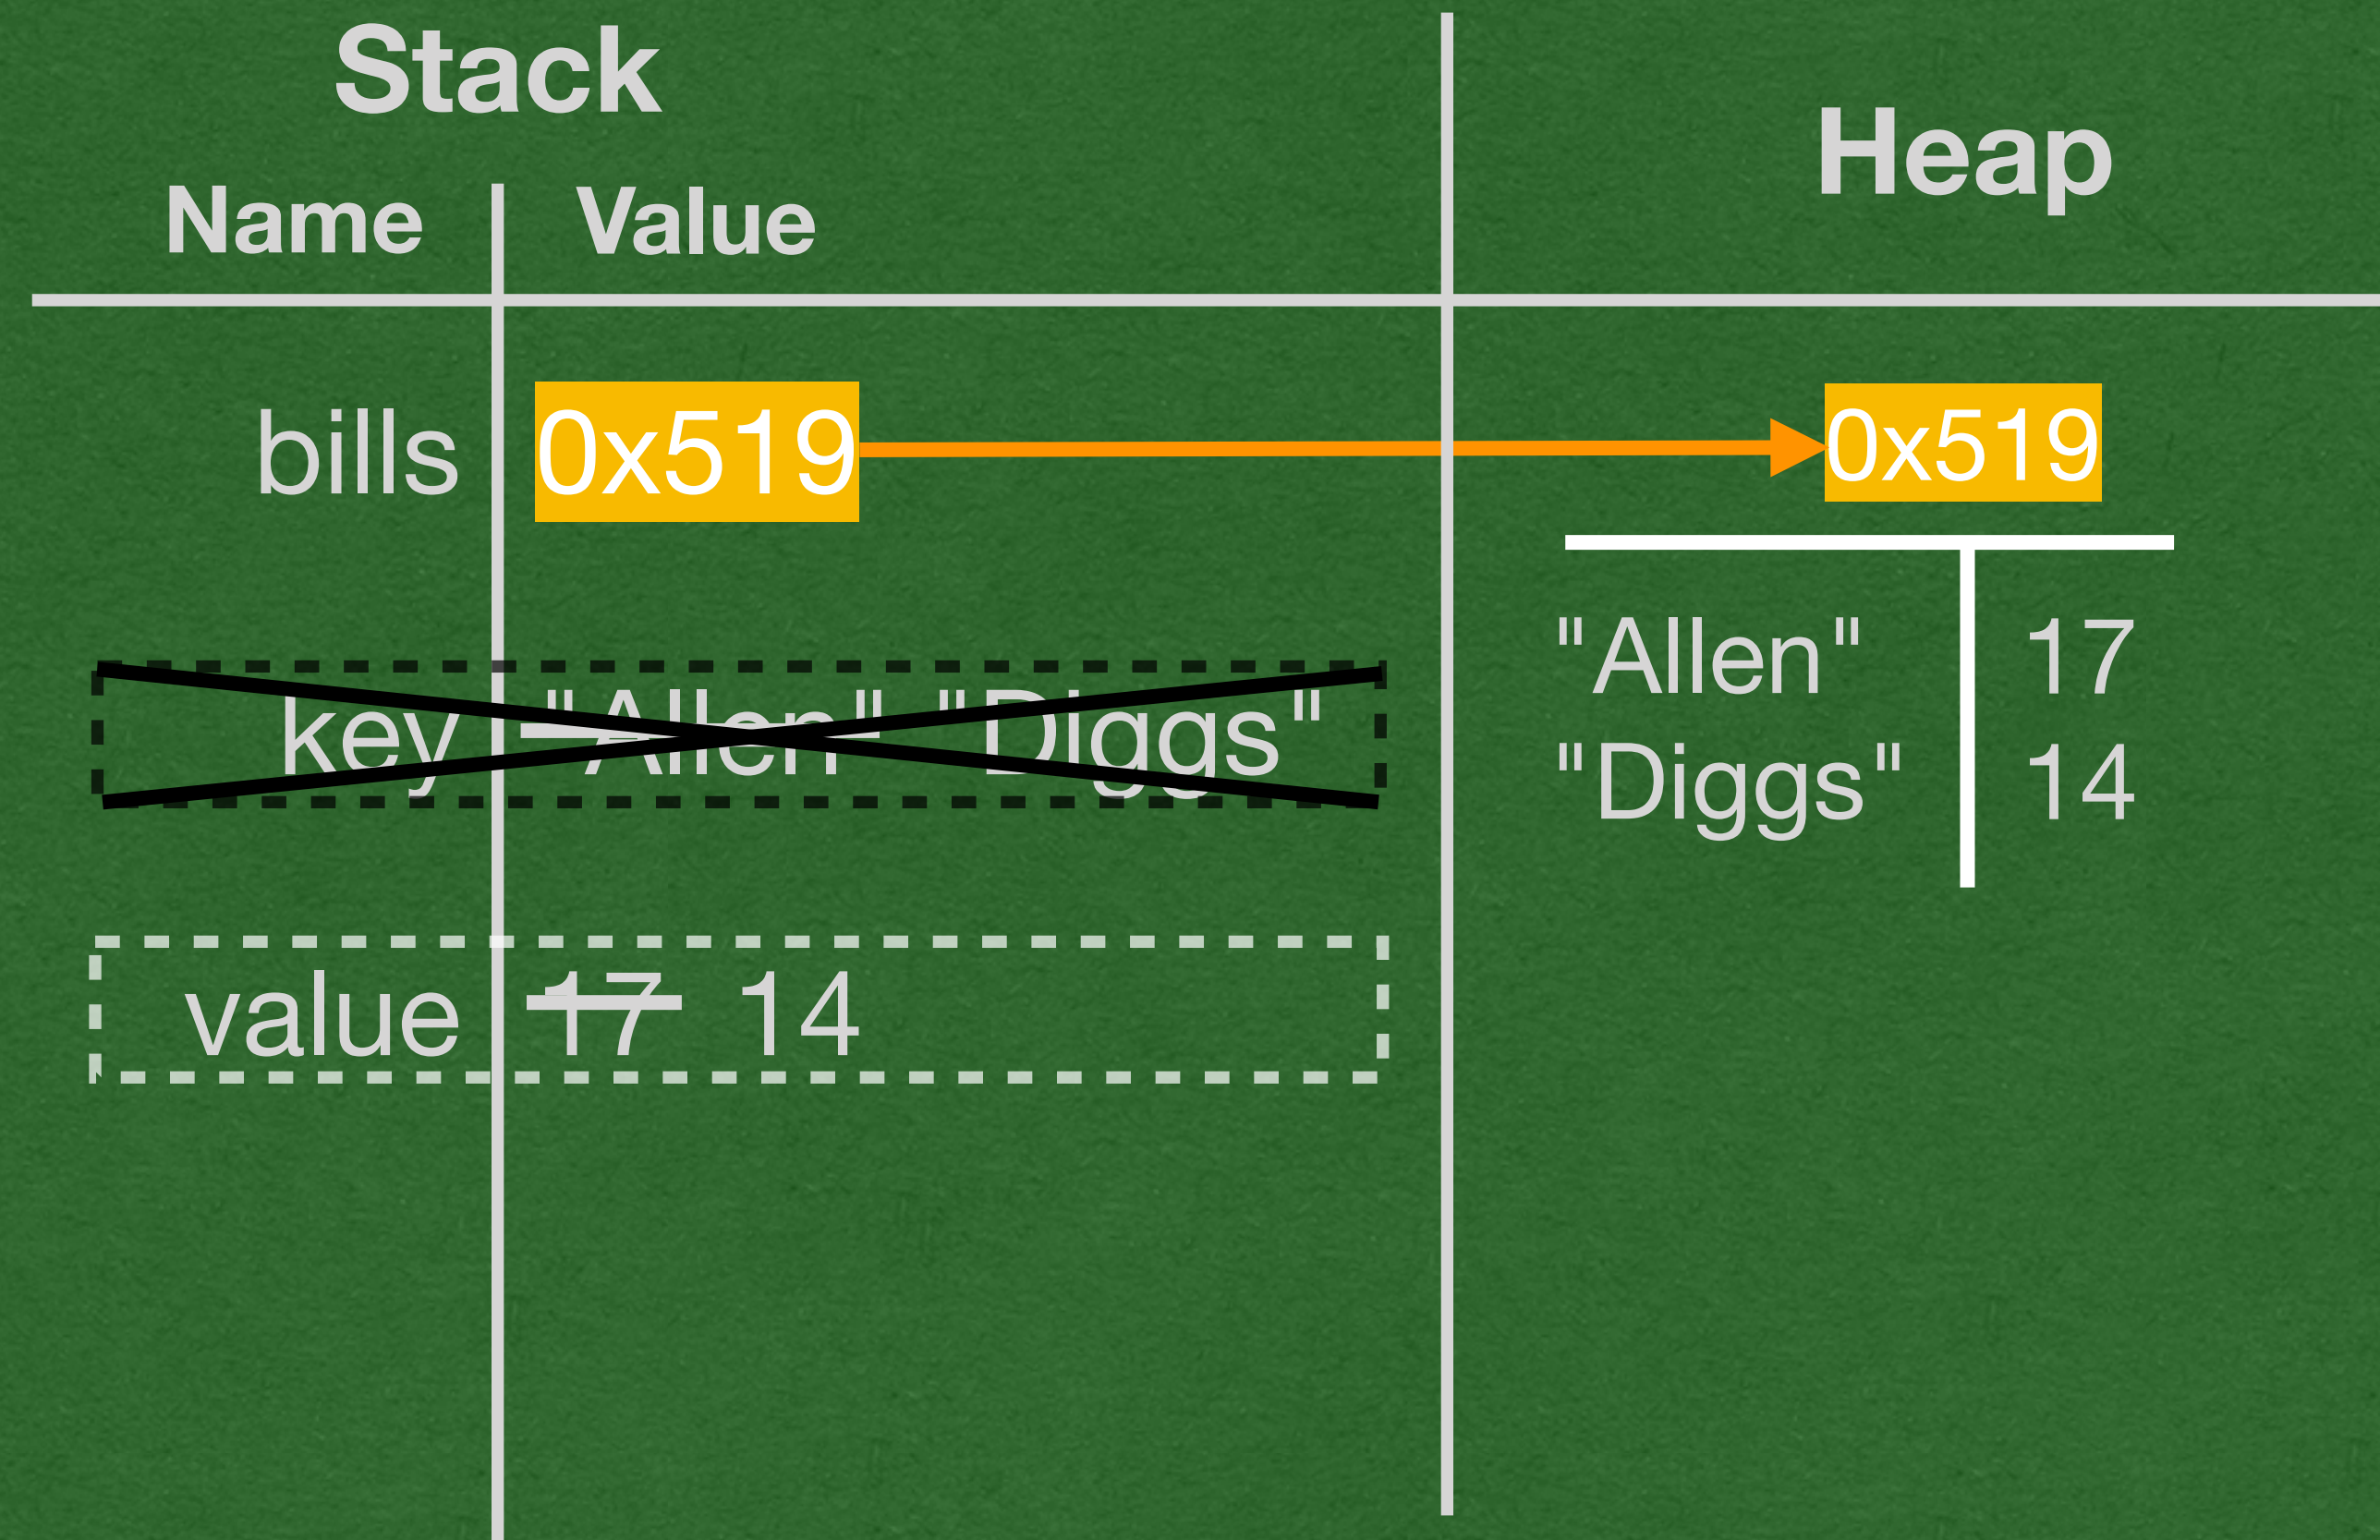 Stack
Heap
Name Value
bills 0x519 0x519
"Allen" 17
key "Allen" "Diggs"
"Diggs" 14
value 17 14